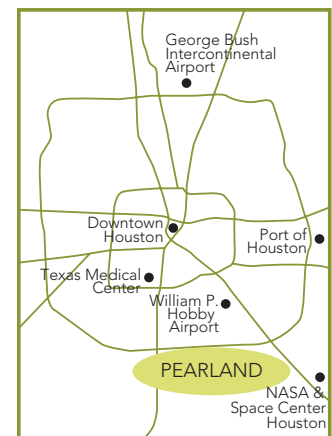 George Bush
Intercontinental
Airport
Downtown
Houston
Port of
Houston
Texas Medical
Center
William P.
Hobby
Airport
PEARLAND
NASA &
Space Center
Houston